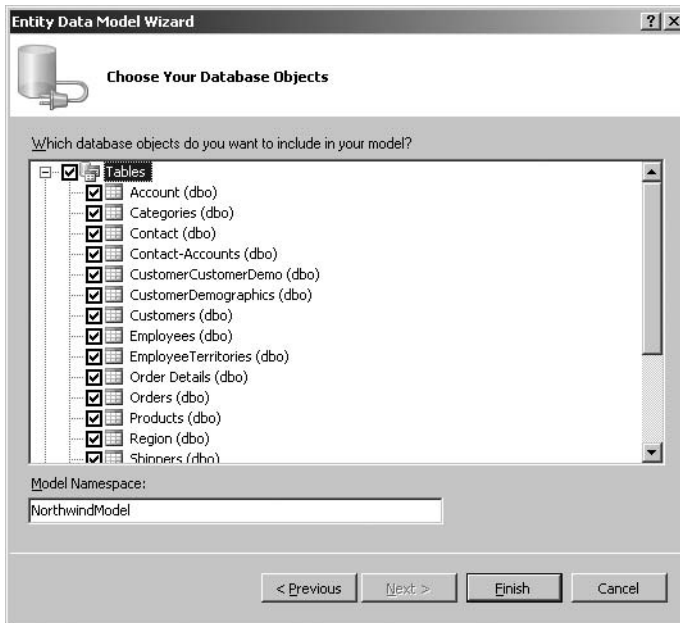 Entity Data Model Wizard
Choose Your Database Objects
Which database objects do you want to include in your model?
Tables
Account (dbo)
Categories (dbo)
Contact (dbo)
Contact-Accounts (dbo)
CustomerCustomerDemo (dbo)
CustomerDemographics (dbo)
Customers (dbo)
Employees (dbo)
EmployeeTerritories (dbo)
Order Details (dbo)
Orders (dbo)
Products (dbo)
Region (dbo)
Shippers (dbo)
Model Namespace:
NorthwindModel
< Previous Next > Finish Cancel